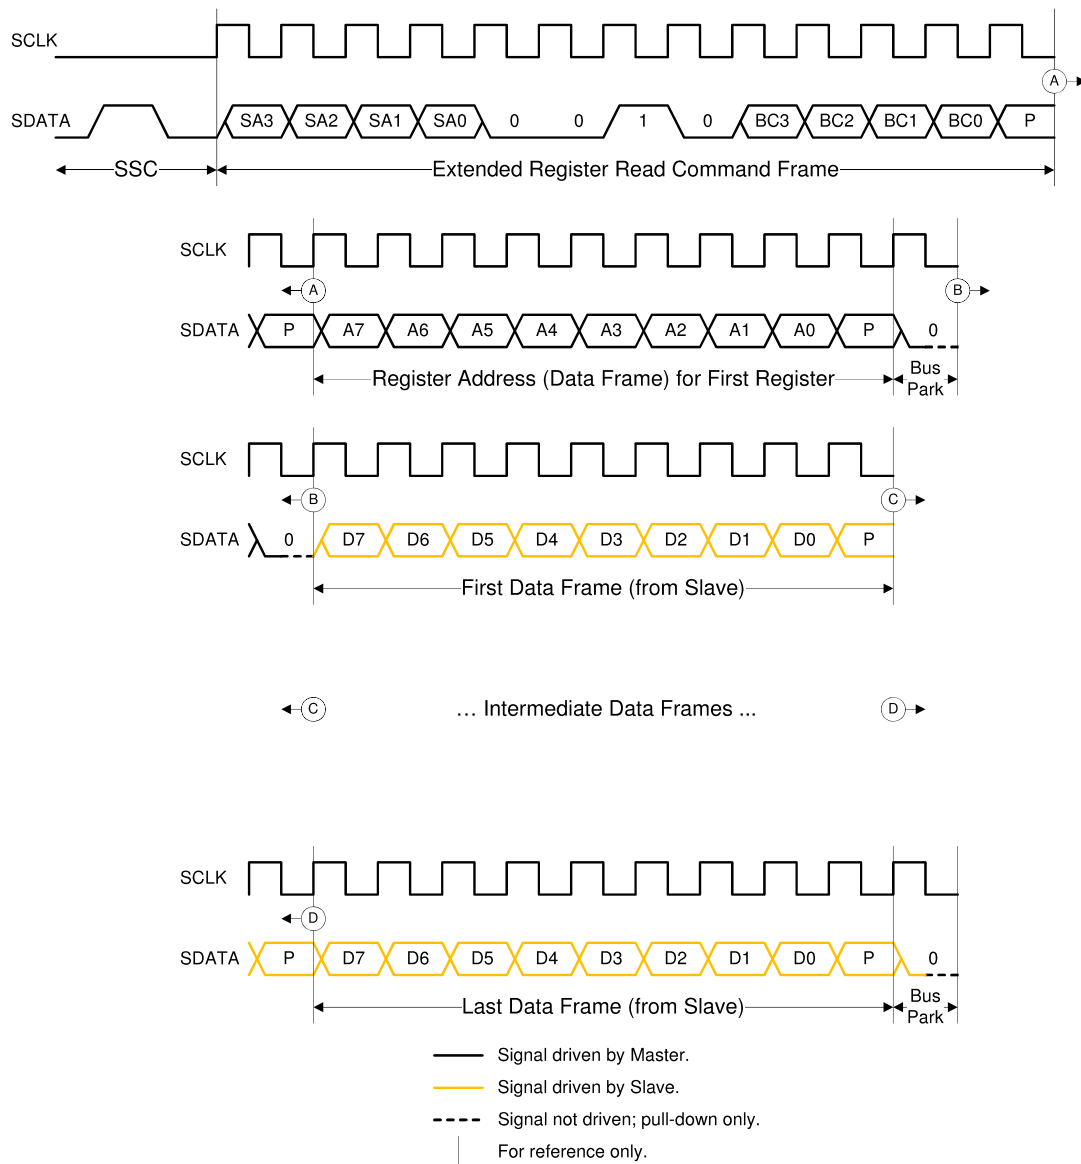 SCLK
A
SDATA SA3 SA2 SA1 SA0 0 0 1 0 BC3 BC2 BC1 BC0 P
SSC Extended Register Read Command Frame
SCLK
A B
SDATA P A7 A6 A5 A4 A3 A2 A1 A0 P 0
Register Address (Data Frame) for First Register Bus
Park
SCLK
B C
SDATA 0 D7 D6 D5 D4 D3 D2 D1 D0 P
First Data Frame (from Slave)
C … Intermediate Data Frames ... D
SCLK
D
SDATA P D7 D6 D5 D4 D3 D2 D1 D0 P 0
Last Data Frame (from Slave) Bus
Park
Signal driven by Master.
Signal driven by Slave.
Signal not driven; pull-down only.
For reference only.